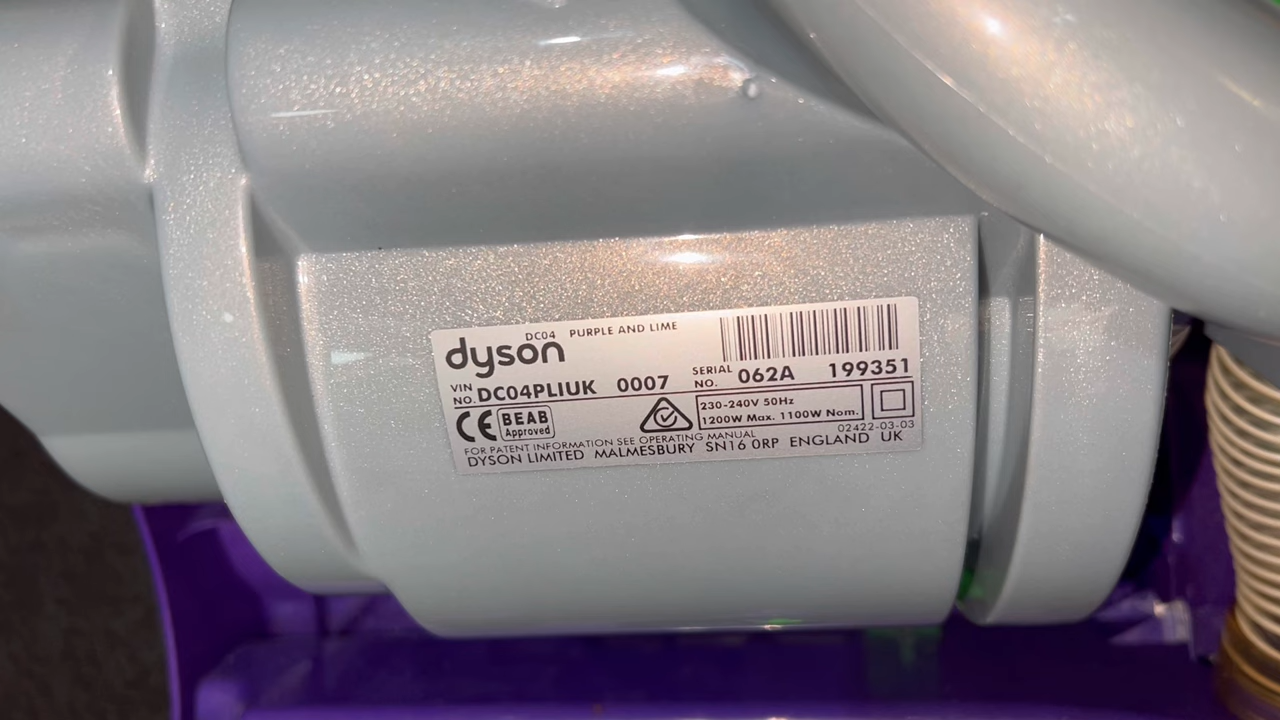 DC04 PURPLE AND LIME
dyson
VIN NO. DC04PLIUK 0007 SERIAL NO. 062A 199351
CE BEAB Approved
230-240V 50Hz
1200W Max. 1100W Nom.
02422-03-03
FOR PATENT INFORMATION SEE OPERATING MANUAL
DYSON LIMITED MALMESBURY SN16 0RP ENGLAND UK